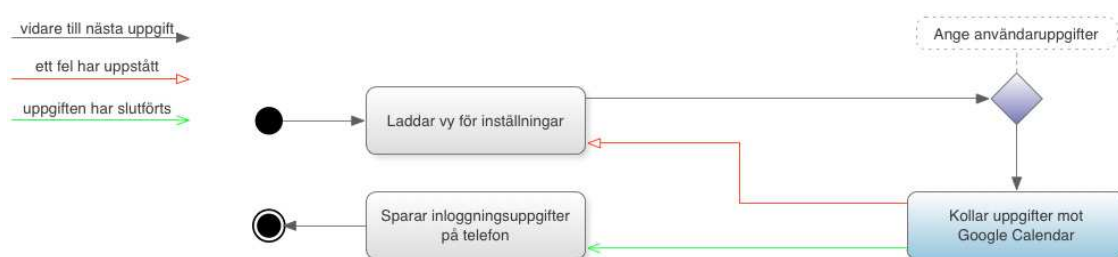 vidare till nästa uppgift
ett fel har uppstått
uppgiften har slutförts
Ange användaruppgifter
Laddar vy för inställningar
Sparar inloggningsuppgifter
på telefon
Kollar uppgifter mot
Google Calendar